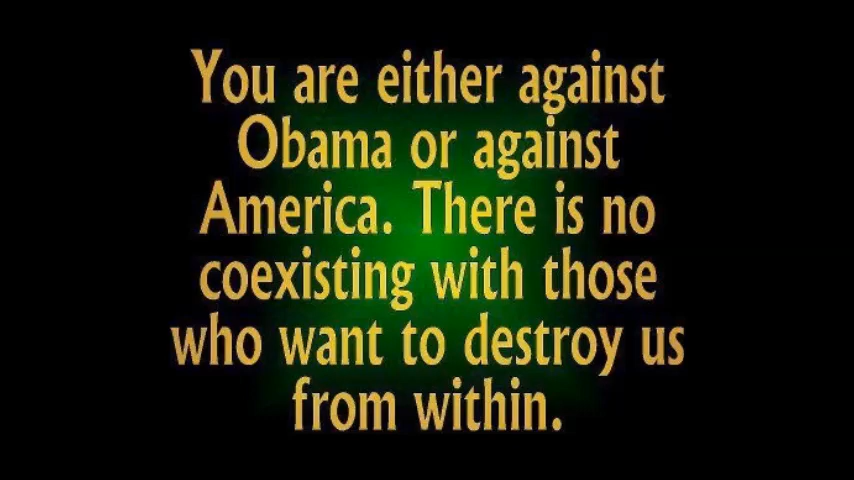 You are either against
Obama or against
America. There is no
coexisting with those
who want to destroy us
from within.